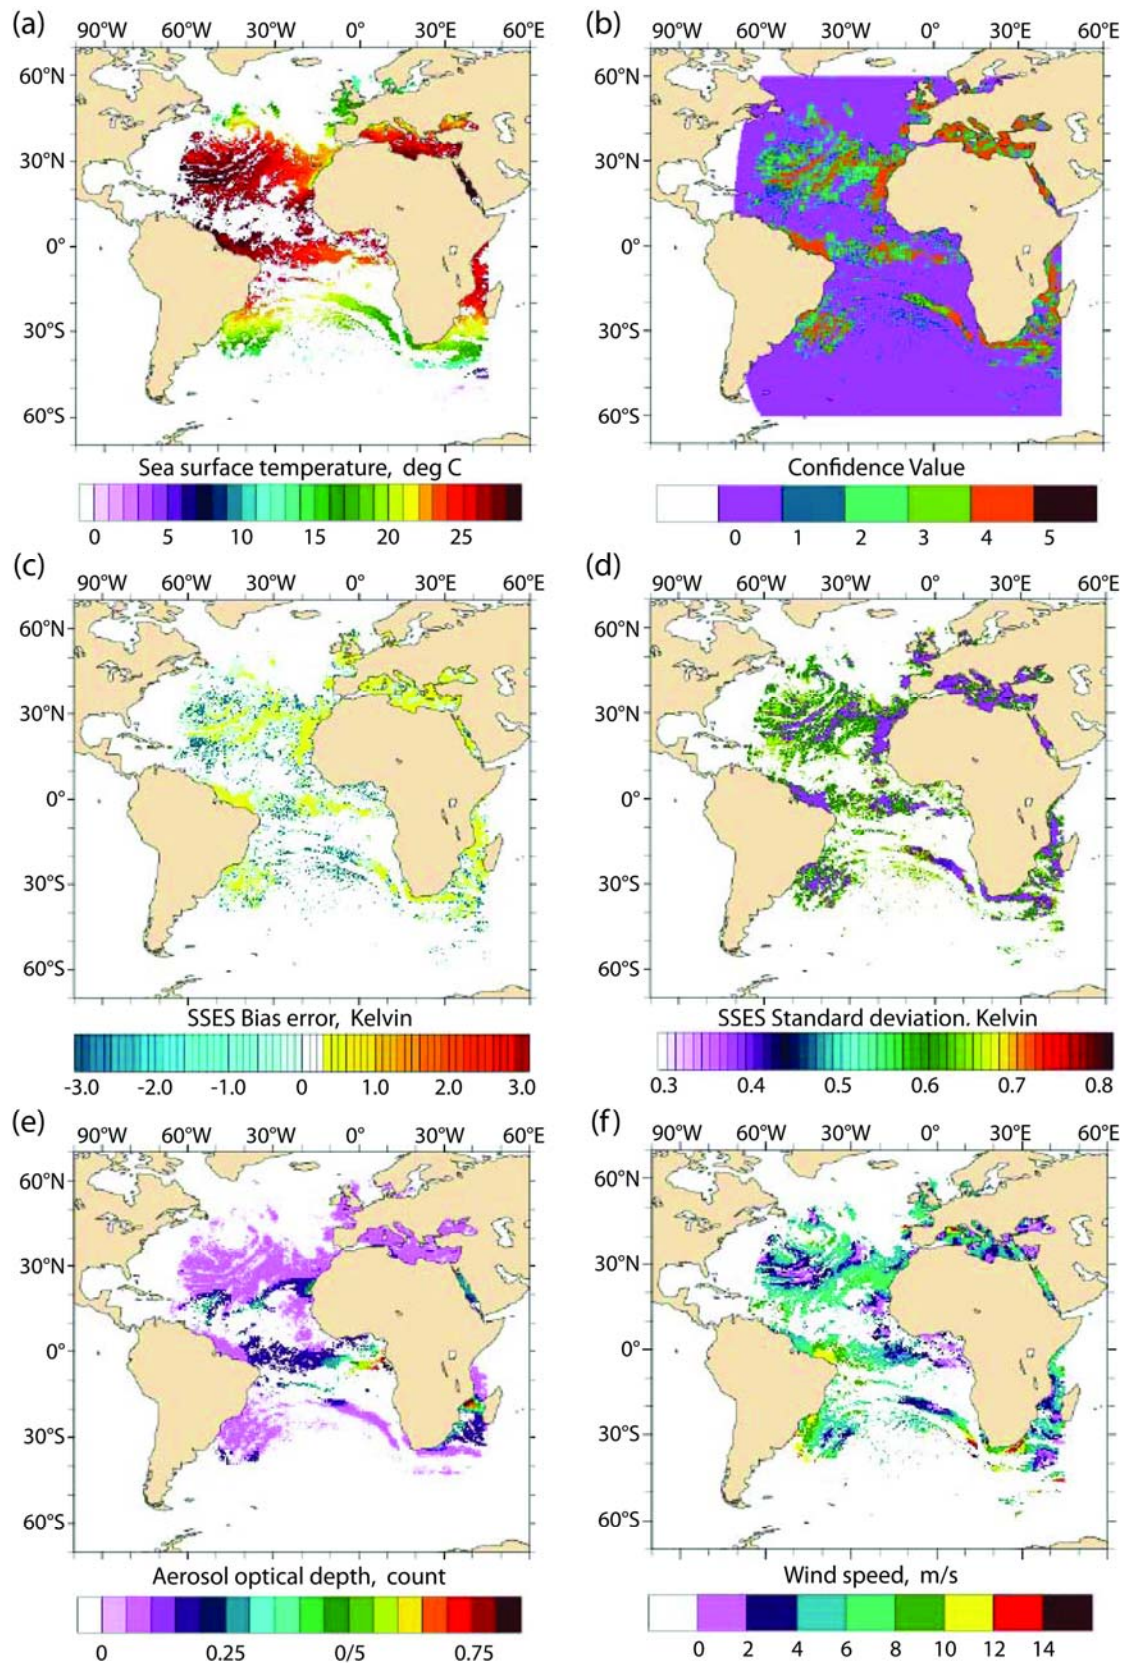 (a) (b)
90°W 60°W 30°W 0° 30°E 60°E 90°W 60°W 30°W 0° 30°E 60°E
60°N 60°N
30°N 30°N
0° 0°
30°S 30°S
60°S 60°S
Sea surface temperature, deg C Confidence Value
0 5 10 15 20 25 0 1 2 3 4 5
(c) (d)
90°W 60°W 30°W 0° 30°E 60°E 90°W 60°W 30°W 0° 30°E 60°E
60°N 60°N
30°N 30°N
0° 0°
30°S 30°S
60°S 60°S
SSES Bias error, Kelvin SSES Standard deviation. Kelvin
-3.0 -2.0 -1.0 0 1.0 2.0 3.0 0.3 0.4 0.5 0.6 0.7 0.8
(e) (f)
90°W 60°W 30°W 0° 30°E 60°E 90°W 60°W 30°W 0° 30°E 60°E
60°N 60°N
30°N 30°N
0° 0°
30°S 30°S
60°S 60°S
Aerosol optical depth, count Wind speed, m/s
0 0.25 0/5 0.75 0 2 4 6 8 10 12 14